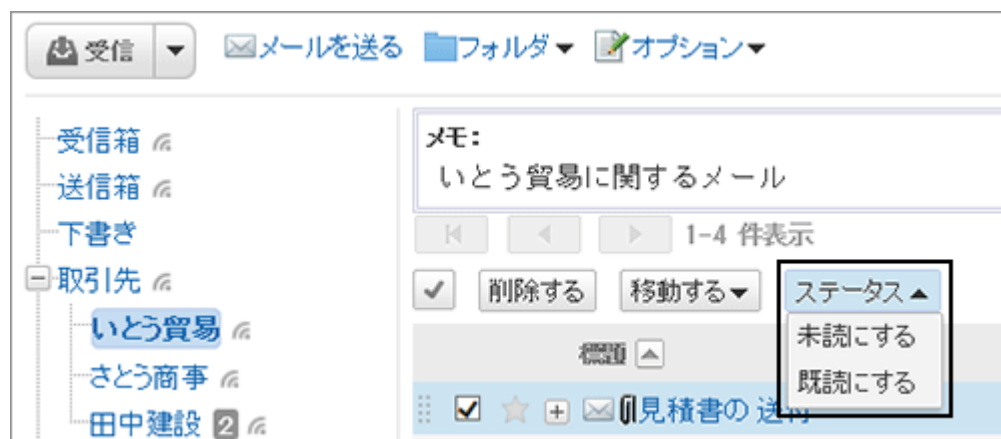 受信 メールを送る フォルダ オプション
受信箱
送信箱
下書き
取引先
いとう貿易
さとう商事
田中建設 2
メモ:
いとう貿易に関するメール
1-4 件表示
削除する 移動する ステータス
未読にする
既読にする
標題
見積書の 送付